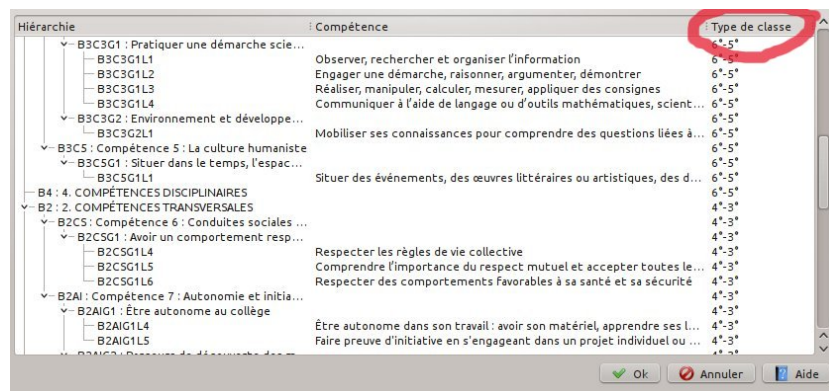 Hiérarchie Compétence Type de classe
B3C3G1 : Pratiquer une démarche scie... 6°-5°
B3C3G1L1 Observer, rechercher et organiser l'information 6°-5°
B3C3G1L2 Engager une démarche, raisonner, argumenter, démontrer 6°-5°
B3C3G1L3 Réaliser, manipuler, calculer, mesurer, appliquer des consignes 6°-5°
B3C3G1L4 Communiquer à l'aide de langage ou d'outils mathématiques, scient... 6°-5°
B3C3G2 : Environnement et développe... 6°-5°
B3C3G2L1 Mobiliser ses connaissances pour comprendre des questions liées à... 6°-5°
B3C5 : Compétence 5 : La culture humaniste 6°-5°
B3C5G1 : Situer dans le temps, l'espac... 6°-5°
B3C5G1L1 Situer des événements, des œuvres littéraires ou artistiques, des d... 6°-5°
B4 : 4. COMPÉTENCES DISCIPLINAIRES 6°-5°
B2 : 2. COMPÉTENCES TRANSVERSALES 4°-3°
B2CS : Compétence 6 : Conduites sociales ... 4°-3°
B2CSG1 : Avoir un comportement resp... 4°-3°
B2CSG1L4 Respecter les règles de vie collective 4°-3°
B2CSG1L5 Comprendre l'importance du respect mutuel et accepter toutes le... 4°-3°
B2CSG1L6 Respecter des comportements favorables à sa santé et sa sécurité 4°-3°
B2AI : Compétence 7 : Autonomie et initia... 4°-3°
B2AIG1 : Être autonome au collège 4°-3°
B2AIG1L4 Être autonome dans son travail : avoir son matériel, apprendre ses l... 4°-3°
B2AIG1L5 Faire preuve d'initiative en s'engageant dans un projet individuel ou ... 4°-3°
Ok Annuler Aide